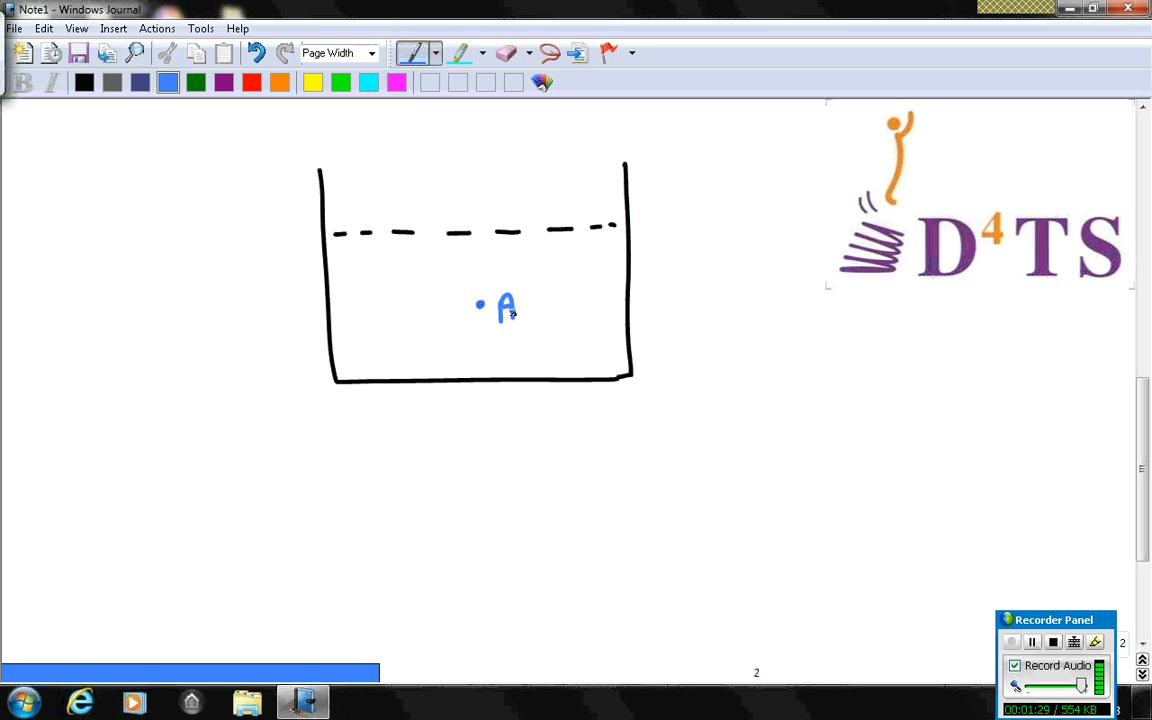 Note1 - Windows Journal
File Edit View Insert Actions Tools Help
Page Width
B I
D4TS
A
Recorder Panel
Record Audio
00:01:29 / 554 KB
2
2